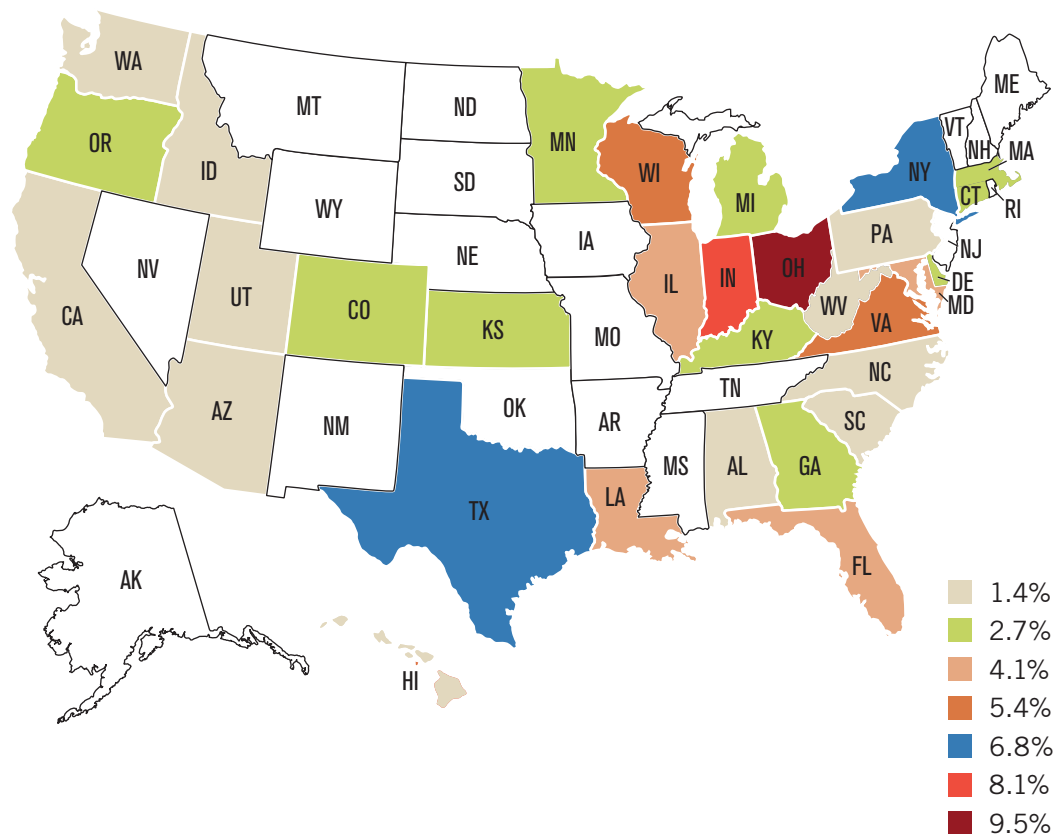 WA
MT
ND
ME
OR
ID
MN
VT
NH
MA
WI
NY
SD
MI
CT
RI
WY
IA
PA
NJ
NV
NE
IL
IN
OH
DE
MD
UT
CO
WV
CA
KS
MO
KY
VA
AZ
NM
OK
AR
TN
NC
SC
MS
AL
GA
TX
LA
FL
AK
HI
1.4%
2.7%
4.1%
5.4%
6.8%
8.1%
9.5%